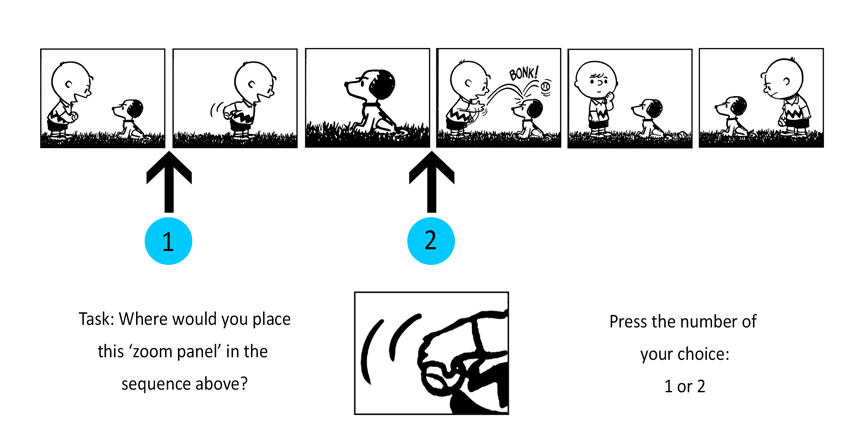 BONK!
1
2
Task: Where would you place
this ‘zoom panel’ in the
sequence above?
Press the number of
your choice:
1 or 2